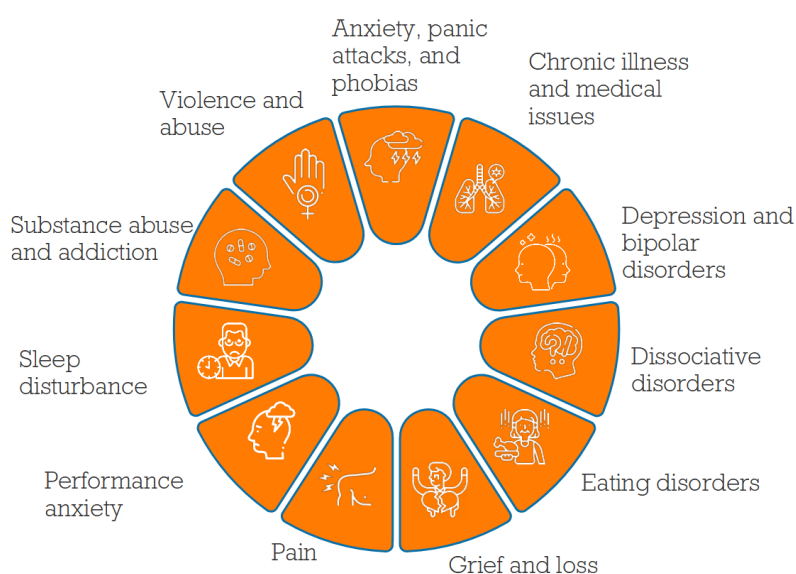 Anxiety, panic
attacks, and
phobias
Chronic illness
and medical
issues
Depression and
bipolar
disorders
Dissociative
disorders
Eating disorders
Grief and loss
Pain
Performance
anxiety
Sleep
disturbance
Substance abuse
and addiction
Violence and
abuse